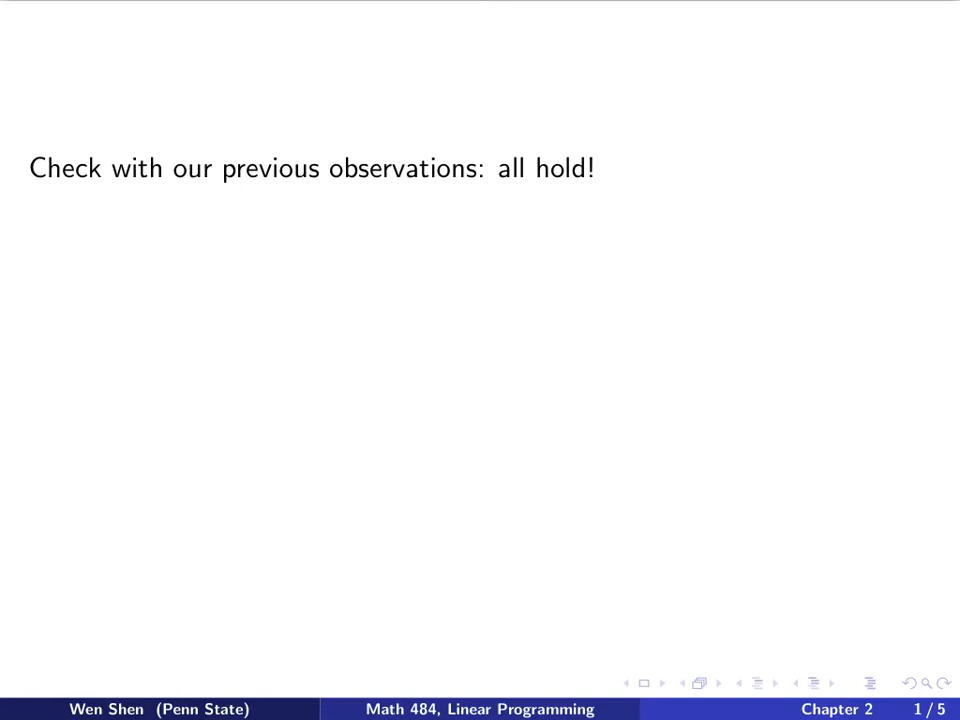 Check with our previous observations: all hold!
Wen Shen (Penn State) Math 484, Linear Programming Chapter 2 1 / 5